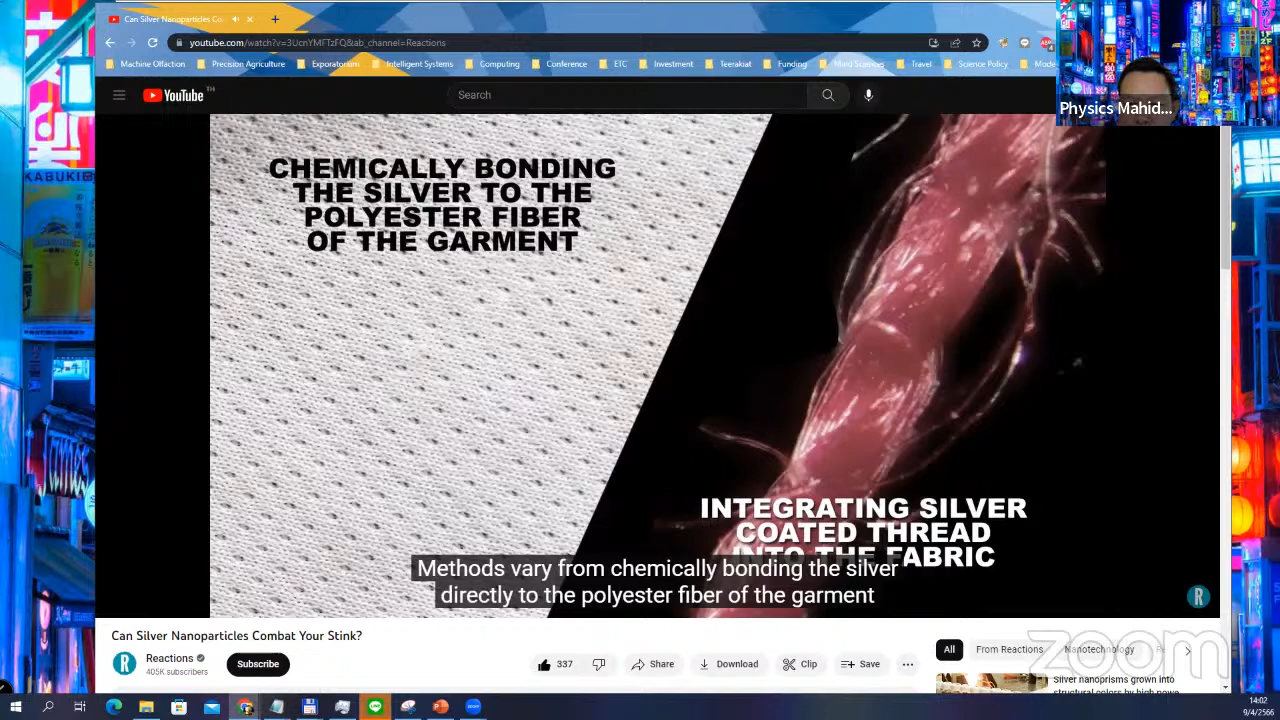 Can Silver Nanoparticles Co
youtube.com/watch?v=3UcnYMFTzFQ&ab_channel=Reactions
Machine Olfaction
Precision Agriculture
Exporatorium
Intelligent Systems
Computing
Conference
ETC
Investment
Teerakiat
Funding
Mind Sciences
Travel
Science Policy
Mode
Physics Mahid...
YouTube
TH
Search
CHEMICALLY BONDING
THE SILVER TO THE
POLYESTER FIBER
OF THE GARMENT
INTEGRATING SILVER
COATED THREAD
INTO THE FABRIC
Methods vary from chemically bonding the silver
directly to the polyester fiber of the garment
R
KABUKI
Can Silver Nanoparticles Combat Your Stink?
R
Reactions
405K subscribers
Subscribe
337
Share
Download
Clip
Save
All
From Reactions
Nanotechnology
Silver nanoprisms grown into
structural colors by high powe
zoom
14:02
9/4/2566